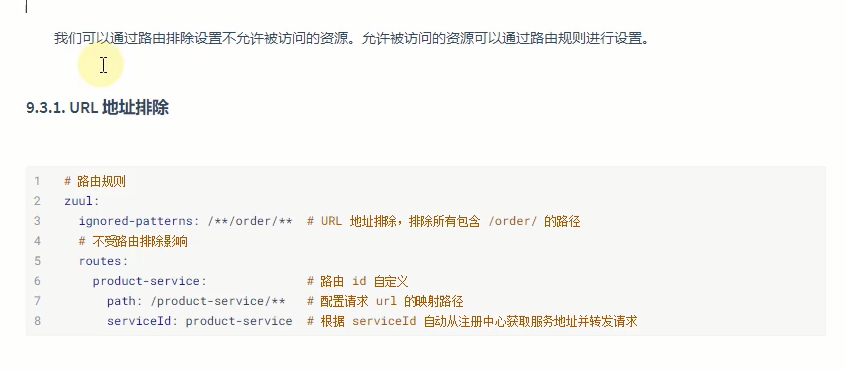 我们可以通过路由排除设置不允许被访问的资源。允许被访问的资源可以通过路由规则进行设置。
9.3.1. URL 地址排除
1 # 路由规则
2 zuul:
3 ignored-patterns: /**/order/** # URL 地址排除，排除所有包含 /order/ 的路径
4 # 不受路由排除影响
5 routes:
6 product-service: # 路由 id 自定义
7 path: /product-service/** # 配置请求 url 的映射路径
8 serviceId: product-service # 根据 serviceId 自动从注册中心获取服务地址并转发请求